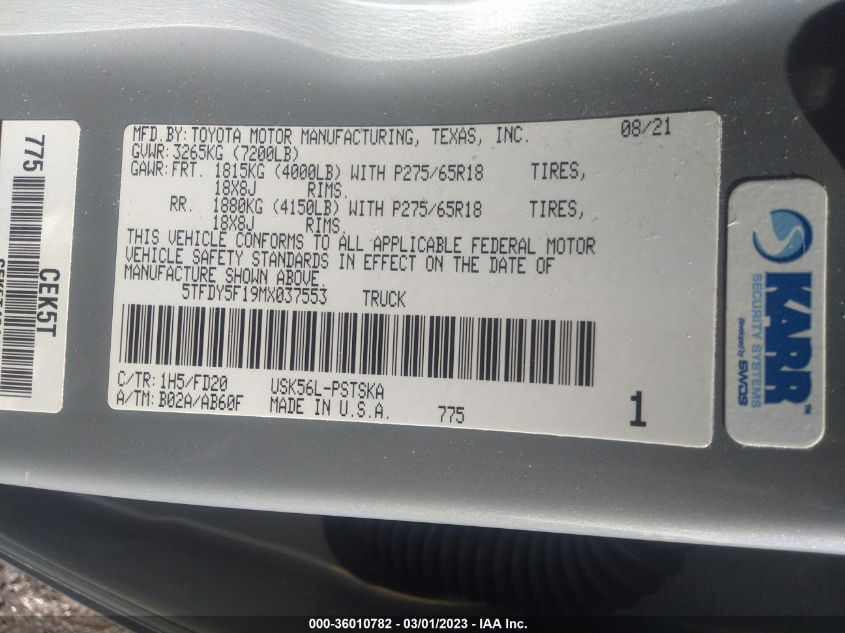 775
CEK5T
MFD.BY:TOYOTA MOTOR MANUFACTURING, TEXAS, INC. 08/21
GVWR:3265KG (7200LB)
GAWR:FRT. 1815KG (4000LB) WITH P275/65R18 TIRES,
18X8J RIMS.
RR. 1880KG (4150LB) WITH P275/65R18 TIRES,
18X8J RIMS.
THIS VEHICLE CONFORMS TO ALL APPLICABLE FEDERAL MOTOR
VEHICLE SAFETY STANDARDS IN EFFECT ON THE DATE OF
MANUFACTURE SHOWN ABOVE.
5TFDY5F19MX037553 TRUCK
C/TR: 1H5/FD20 USK56L-PSTSKA
A/TM: B02A/AB60F MADE IN U.S.A. 775 1
KARR™
SECURITY SYSTEMS
Developed by SWDS
000-36010782 - 03/01/2023 - IAA Inc.